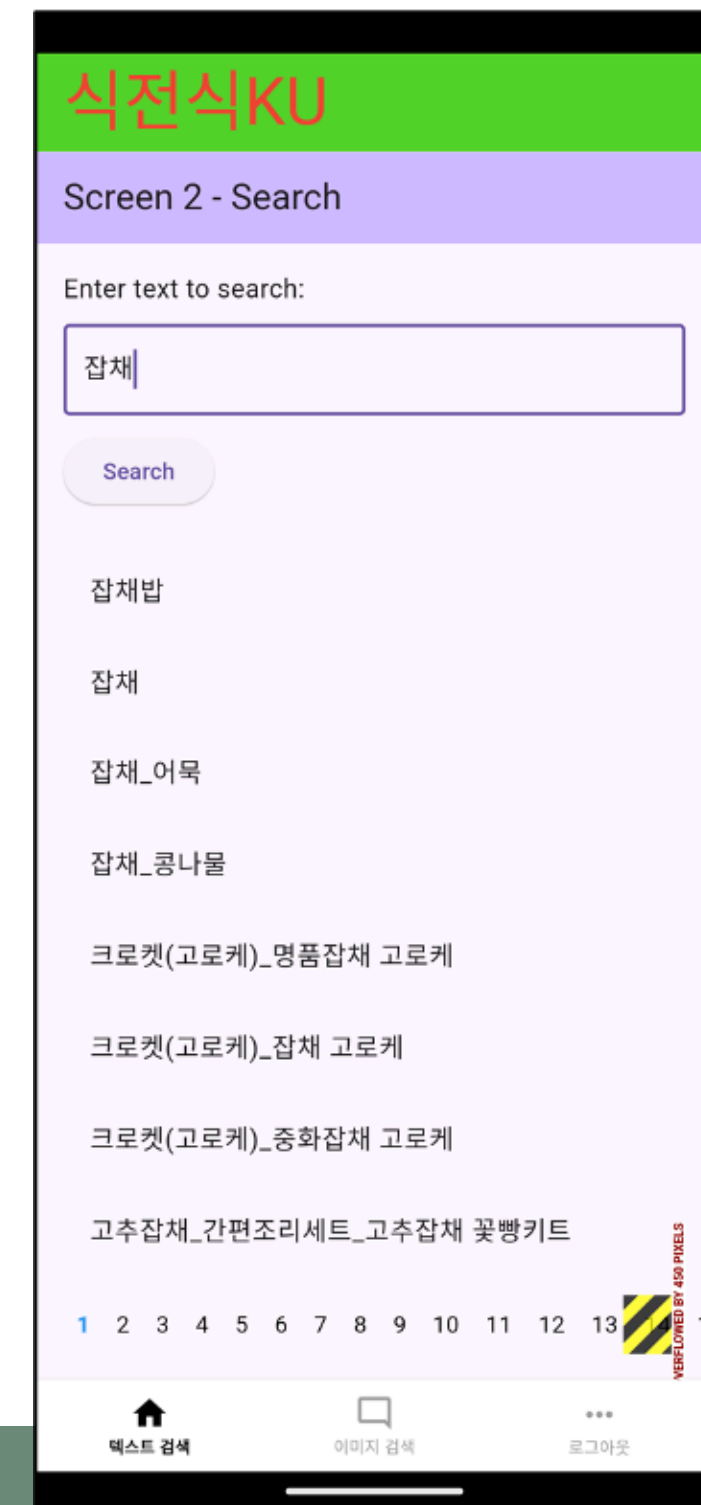 식전식KU
Screen 2 - Search
Enter text to search:
잡채
Search
잡채밥
잡채
잡채_어묵
잡채_콩나물
크로켓(고로케)_명품잡채 고로케
크로켓(고로케)_잡채 고로케
크로켓(고로케)_중화잡채 고로케
고추잡채_간편조리세트_고추잡채 꽃빵키트
1 2 3 4 5 6 7 8 9 10 11 12 13 14
VERFLOWED BY 450 PIXELS
텍스트 검색 이미지 검색 로그아웃